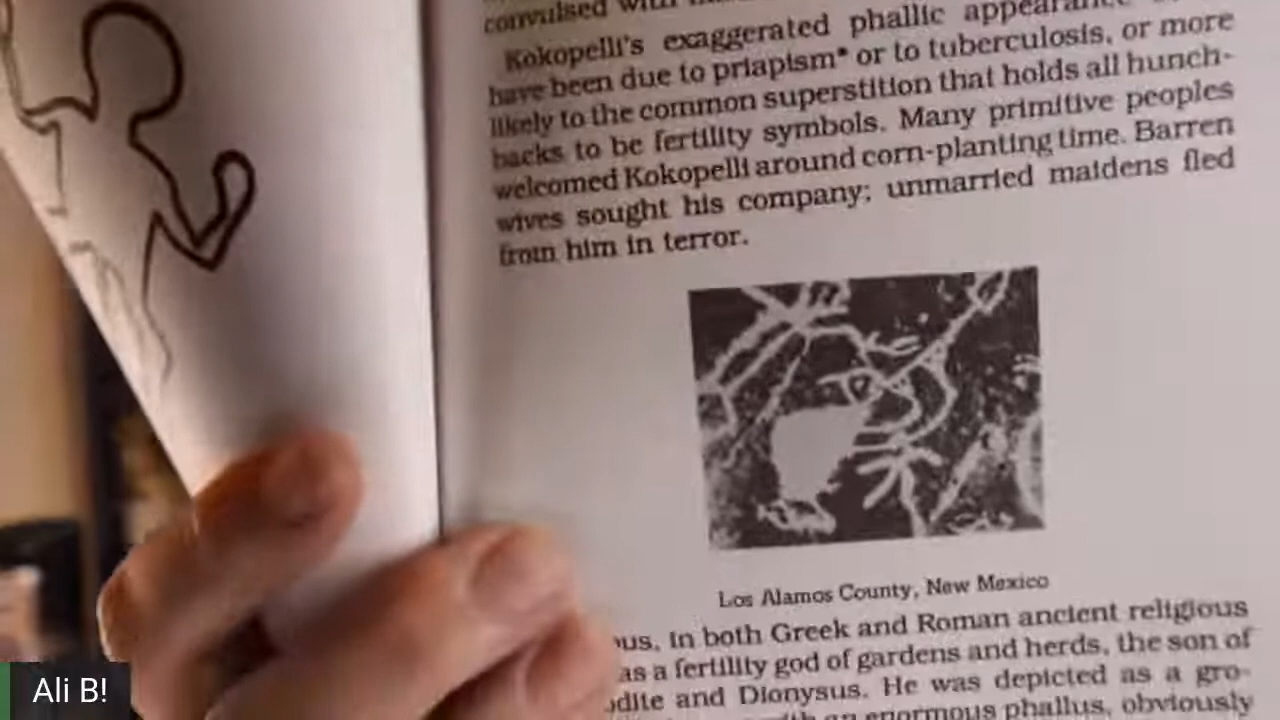 convulsed with
Kokopelli's exaggerated phallic appearance
have been due to priapism* or to tuberculosis, or more
likely to the common superstition that holds all hunch-
backs to be fertility symbols. Many primitive peoples
welcomed Kokopelli around corn-planting time. Barren
wives sought his company; unmarried maidens fled
from him in terror.
Los Alamos County, New Mexico
in both Greek and Roman ancient religious
as a fertility god of gardens and herds, the son of
and Dionysus. He was depicted as a gro-
an enormous phallus, obviously
Ali B!